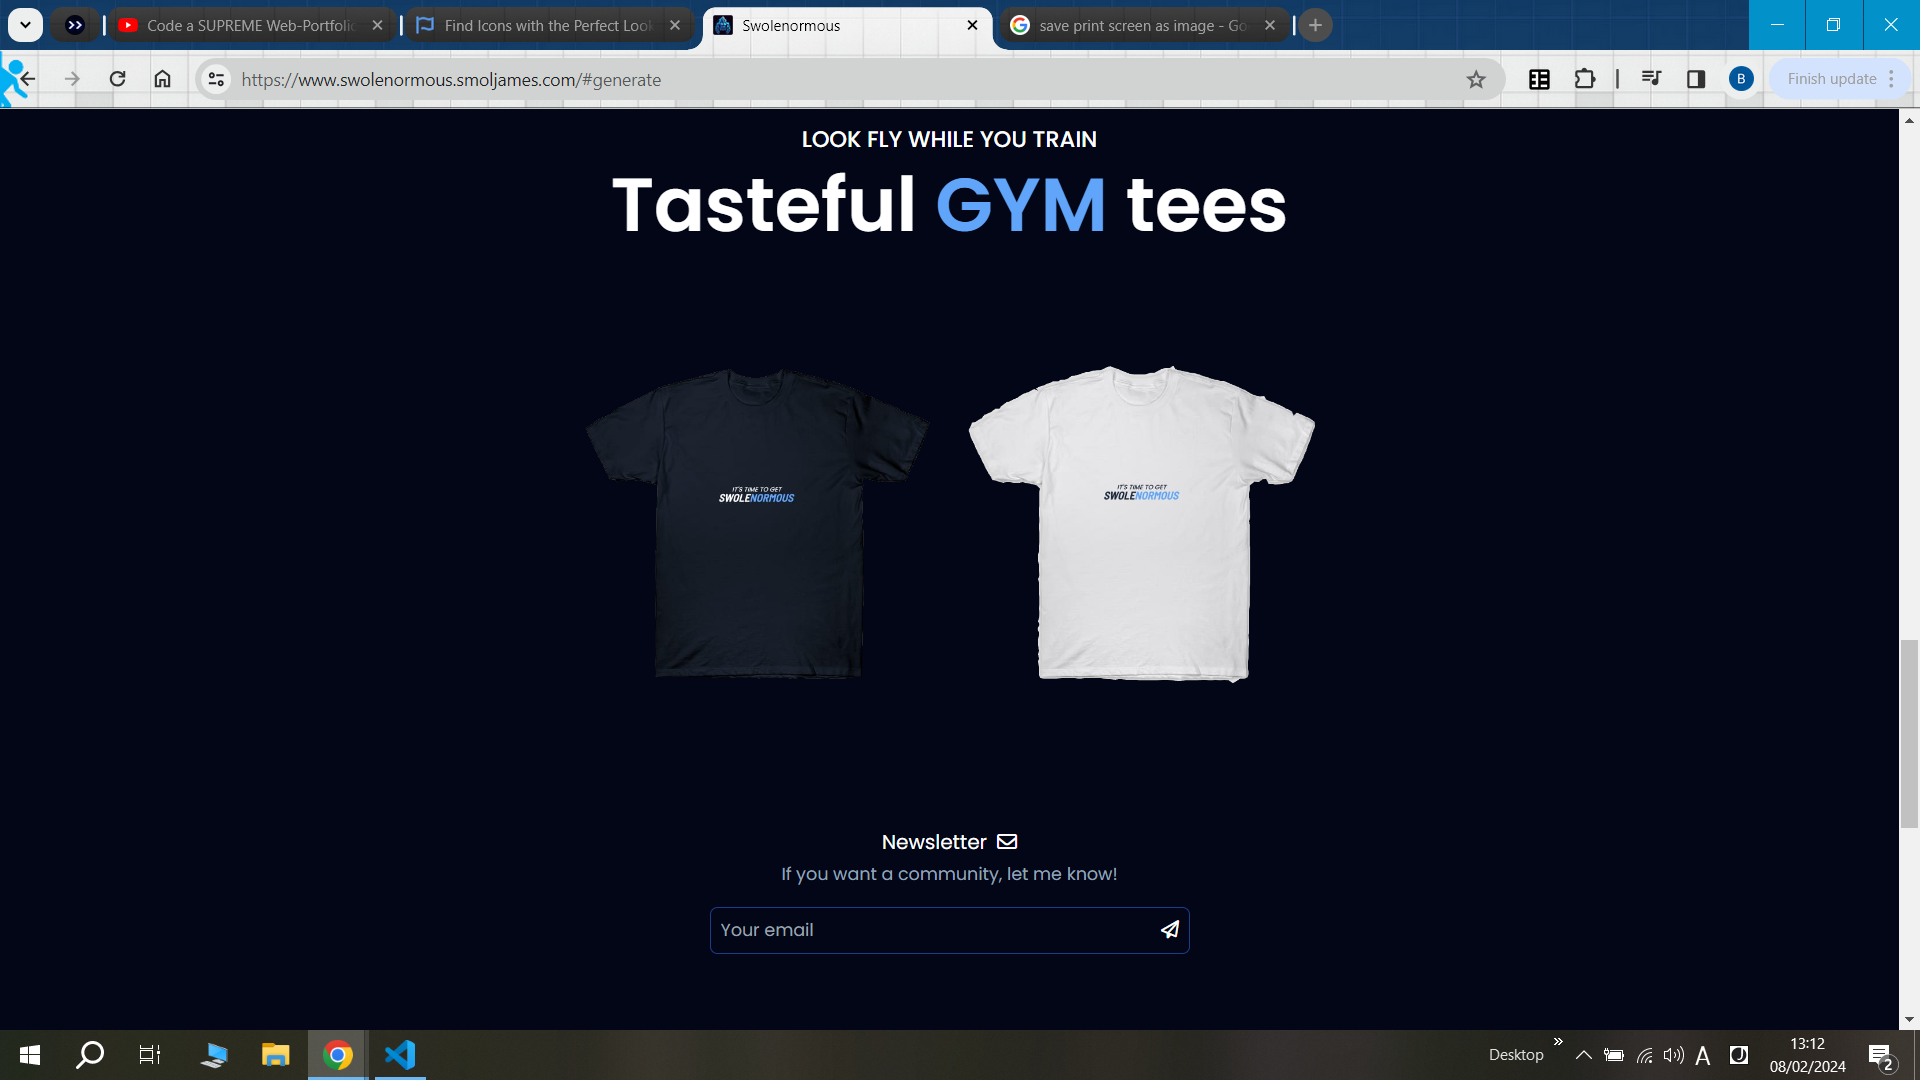 Code a SUPREME Web-Portfolio
Find Icons with the Perfect Look
Swolenormous
save print screen as image - Go
https://www.swolenormous.smoljames.com/#generate
B
Finish update
LOOK FLY WHILE YOU TRAIN
Tasteful GYM tees
IT'S TIME TO GET
SWOLENORMOUS
IT'S TIME TO GET
SWOLENORMOUS
Newsletter
If you want a community, let me know!
Your email
Desktop
A
13:12
08/02/2024
2